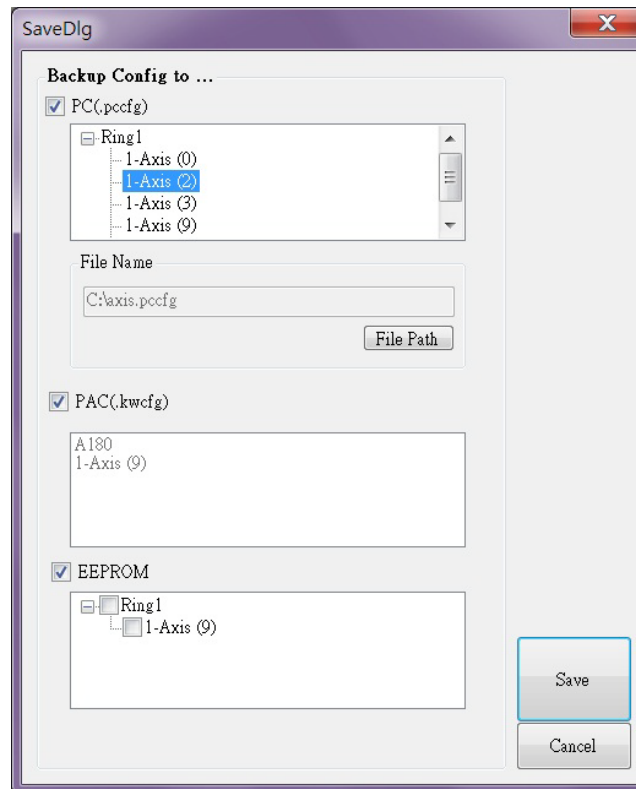 SaveDlg
Backup Config to ...
PC(.pccfg)
Ring1
1-Axis (0)
1-Axis (2)
1-Axis (3)
1-Axis (9)
File Name
C:\axis.pccfg
File Path
PAC(.kwcfg)
A180
1-Axis (9)
EEPROM
Ring1
1-Axis (9)
Save
Cancel